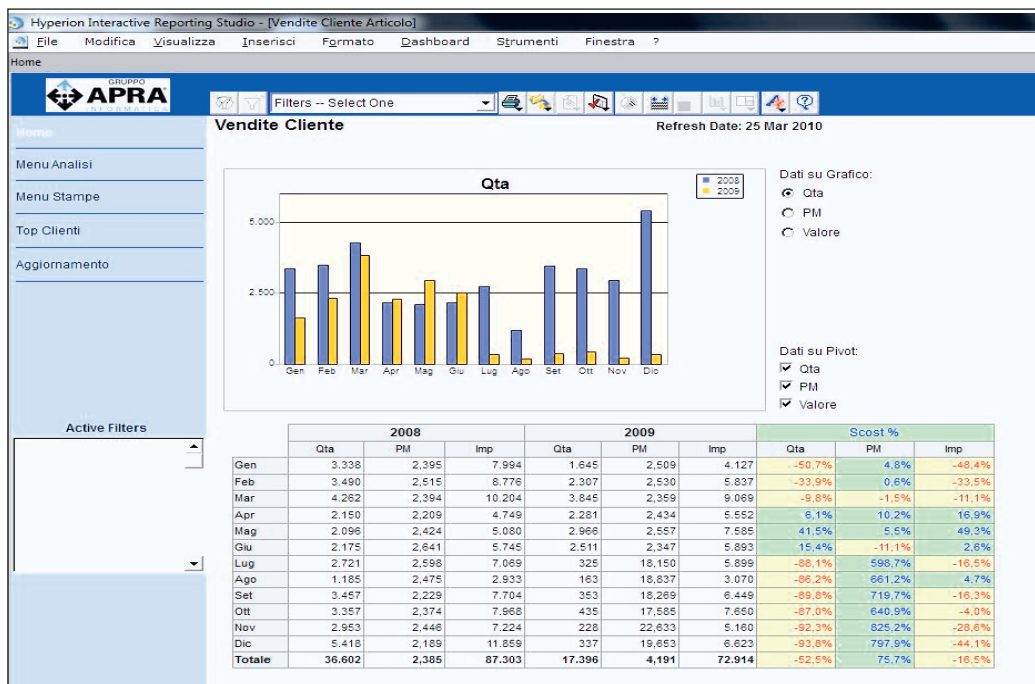 Hyperion Interactive Reporting Studio - [Vendite Cliente Articolo]
File Modifica Visualizza Inserisci Formato Dashboard Strumenti Finestra ?
Home
GRUPPO
APRA
INFORMATICA
Filters -- Select One
Home
Menu Analisi
Menu Stampe
Top Clienti
Aggiornamento
Active Filters
Vendite Cliente
Refresh Date: 25 Mar 2010
Qta
2008
2009
5.000
2.500
0
Gen Feb Mar Apr Mag Giu Lug Ago Set Ott Nov Dic
Dati su Grafico:
Qta
PM
Valore
Dati su Pivot:
Qta
PM
Valore
2008 2009 Scost %
Qta PM Imp Qta PM Imp Qta PM Imp
Gen 3.338 2,395 7.994 1.645 2,509 4.127 -50,7% 4,8% -48,4%
Feb 3.490 2,515 8.776 2.307 2,530 5.837 -33,9% 0,6% -33,5%
Mar 4.262 2,394 10.204 3.845 2,359 9.069 -9,8% -1,5% -11,1%
Apr 2.150 2,209 4.749 2.281 2,434 5.552 6,1% 10,2% 16,9%
Mag 2.096 2,424 5.080 2.966 2,557 7.585 41,5% 5,5% 49,3%
Giu 2.175 2,641 5.745 2.511 2,347 5.893 15,4% -11,1% 2,6%
Lug 2.721 2,598 7.069 325 18,150 5.899 -88,1% 598,7% -16,5%
Ago 1.185 2,475 2.933 163 18,837 3.070 -86,2% 661,2% 4,7%
Set 3.457 2,229 7.704 353 18,269 6.449 -89,8% 719,7% -16,3%
Ott 3.357 2,374 7.968 435 17,585 7.650 -87,0% 640,9% -4,0%
Nov 2.953 2,446 7.224 228 22,633 5.160 -92,3% 825,2% -28,6%
Dic 5.418 2,189 11.859 337 19,653 6.623 -93,8% 797,9% -44,1%
Totale 36.602 2,385 87.303 17.396 4,191 72.914 -52,5% 75,7% -16,5%